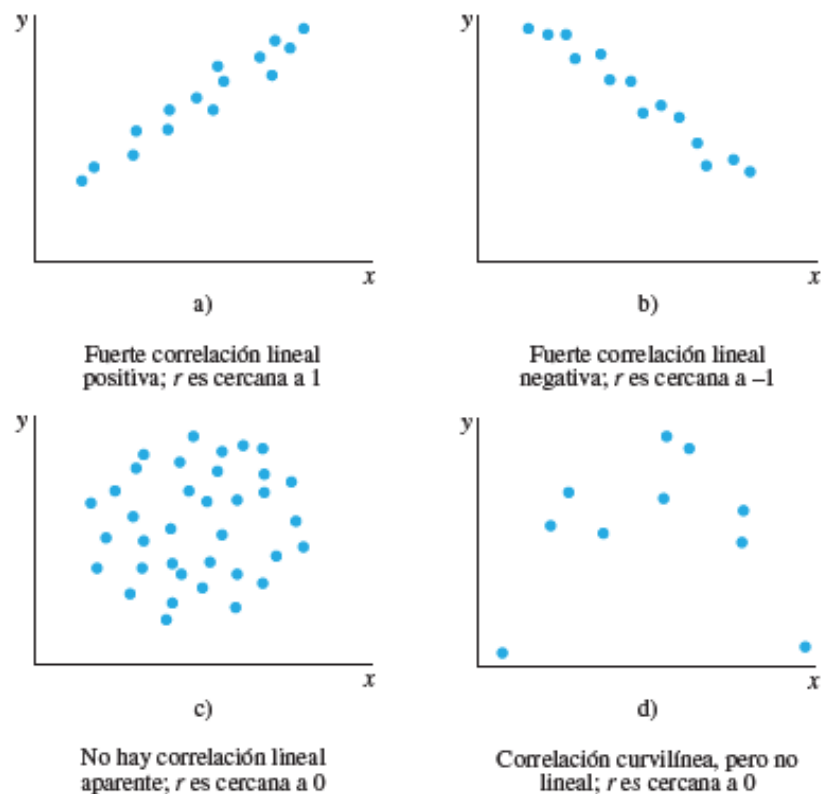 y
x
a)
Fuerte correlación lineal
positiva; r es cercana a 1
y
x
b)
Fuerte correlación lineal
negativa; r es cercana a –1
y
x
c)
No hay correlación lineal
aparente; r es cercana a 0
y
x
d)
Correlación curvilínea, pero no
lineal; r es cercana a 0